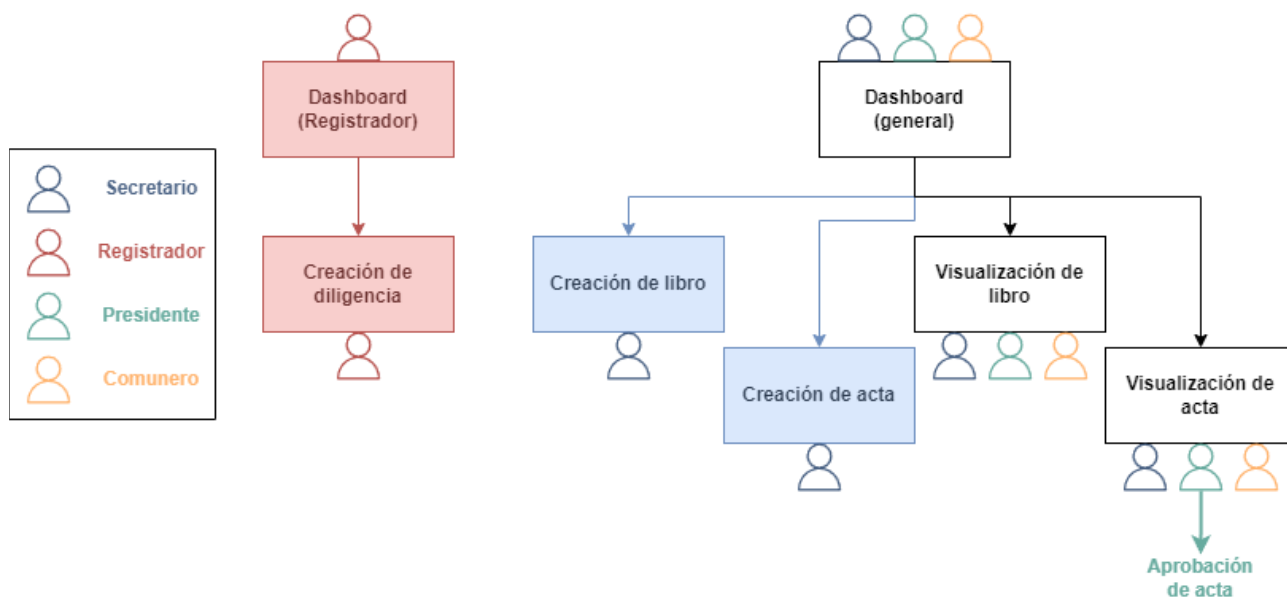 Dashboard
(Registrador)
Dashboard
(general)
Secretario
Registrador
Presidente
Comunero
Creación de
diligencia
Creación de libro
Visualización de
libro
Creación de acta
Visualización de
acta
Aprobación
de acta